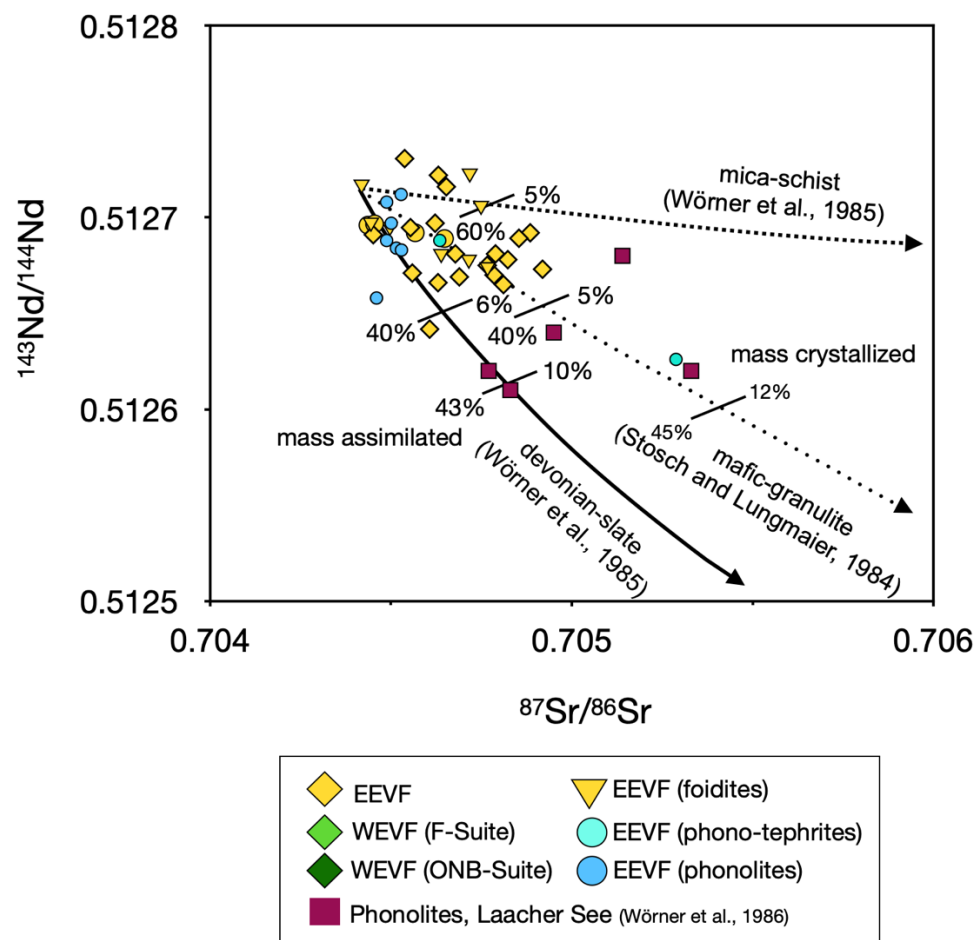 0.5128
0.5127
0.5126
0.5125
¹⁴³Nd/¹⁴⁴Nd
mica-schist
(Wörner et al., 1985)
5%
60%
6%
40%
5%
40%
mass crystallized
10%
43%
12%
45%
mass assimilated
devonian-slate
(Wörner et al., 1985)
mafic-granulite
(Stosch and Lungmaier, 1984)
0.704
0.705
0.706
⁸⁷Sr/⁸⁶Sr
EEVF
EEVF (foidites)
WEVF (F-Suite)
EEVF (phono-tephrites)
WEVF (ONB-Suite)
EEVF (phonolites)
Phonolites, Laacher See (Wörner et al., 1986)